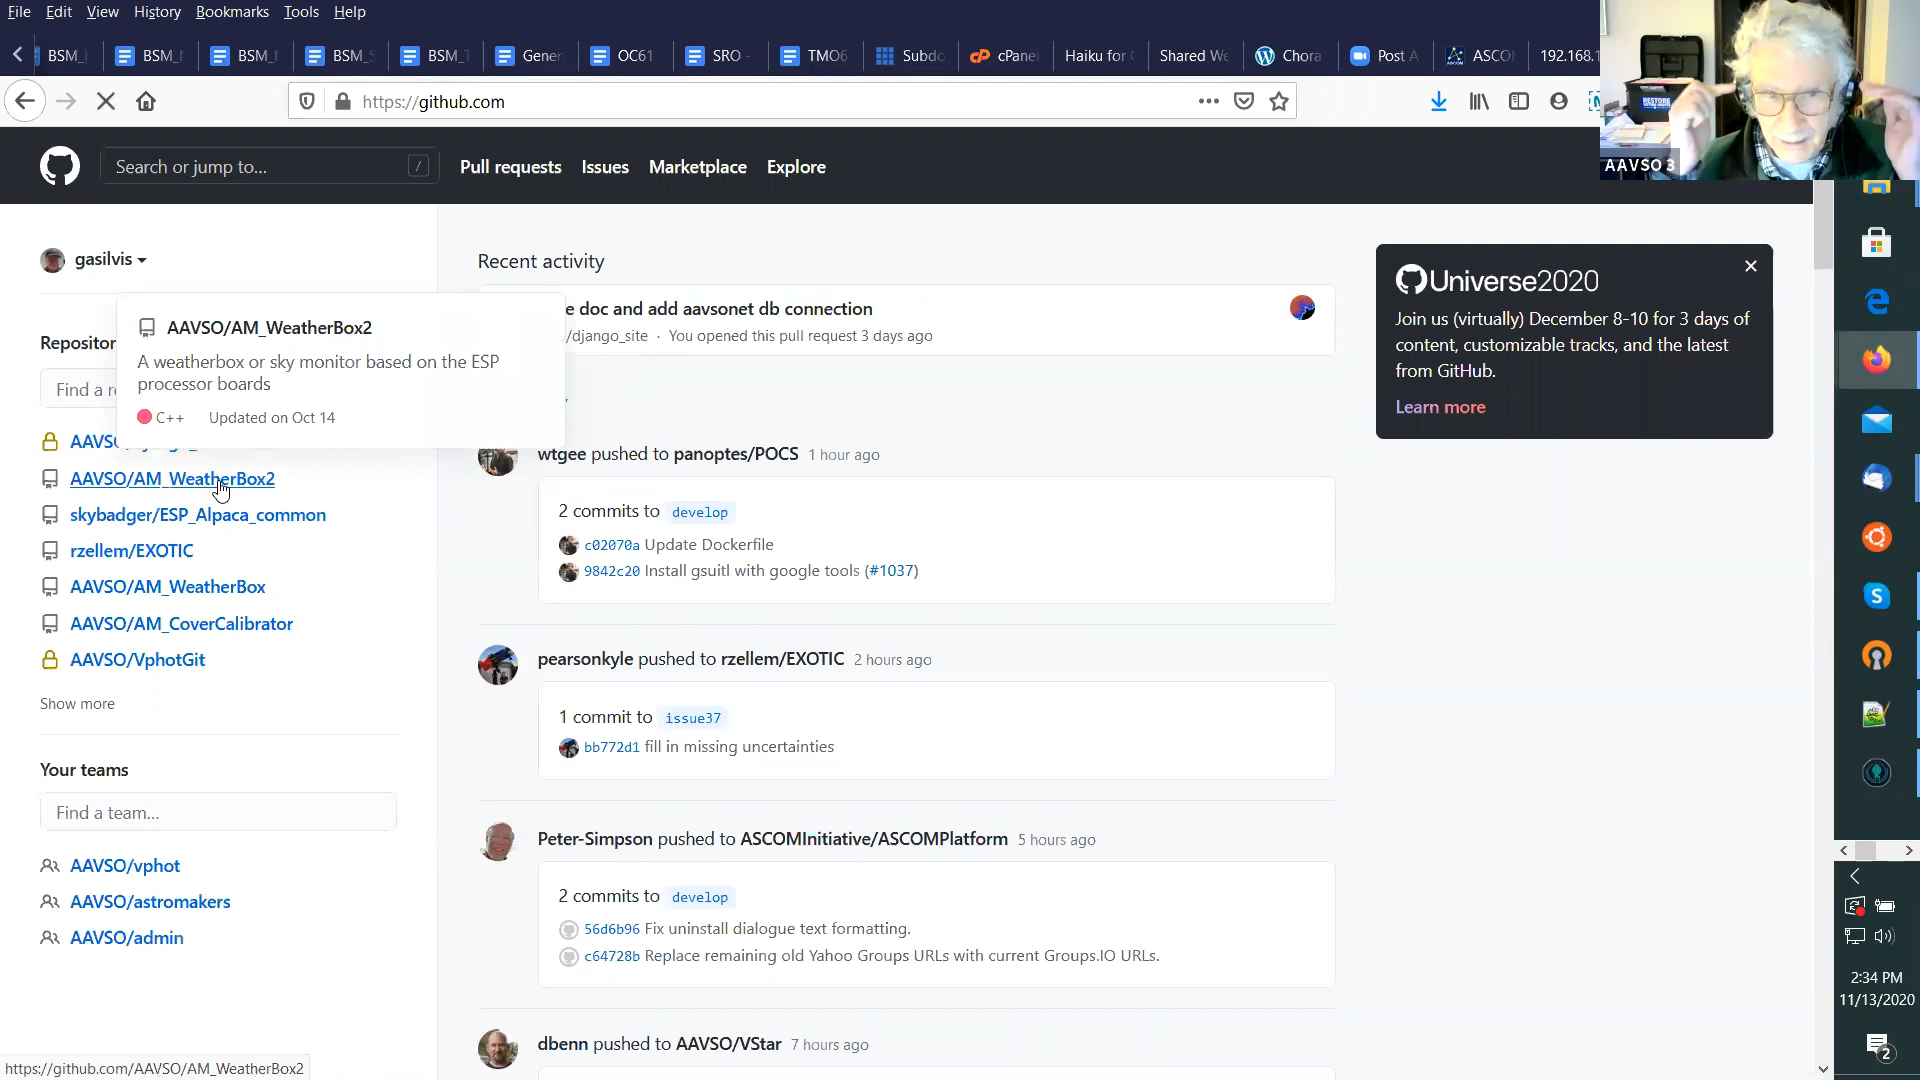 File Edit View History Bookmarks Tools Help
BSM_ BSM_ BSM_ BSM_S BSM_T Gener OC61 SRO - TMO6 Subdo cPane Haiku for Shared We Chora Post A ASCO 192.168.1
https://github.com
RESTORE
AAVSO 3
Search or jump to... / Pull requests Issues Marketplace Explore
gasilvis
Recent activity
Universe2020
Join us (virtually) December 8-10 for 3 days of
content, customizable tracks, and the latest
from GitHub.
Learn more
e doc and add aavsonet db connection
/django_site · You opened this pull request 3 days ago
AAVSO/AM_WeatherBox2
A weatherbox or sky monitor based on the ESP
processor boards
C++ Updated on Oct 14
Repositor
Find a r
AAVSO
AAVSO/AM_WeatherBox2
skybadger/ESP_Alpaca_common
rzellem/EXOTIC
AAVSO/AM_WeatherBox
AAVSO/AM_CoverCalibrator
AAVSO/VphotGit
Show more
Your teams
Find a team...
AAVSO/vphot
AAVSO/astromakers
AAVSO/admin
wtgee pushed to panoptes/POCS 1 hour ago
2 commits to develop
c02070a Update Dockerfile
9842c20 Install gsuitl with google tools (#1037)
pearsonkyle pushed to rzellem/EXOTIC 2 hours ago
1 commit to issue37
bb772d1 fill in missing uncertainties
Peter-Simpson pushed to ASCOMInitiative/ASCOMPlatform 5 hours ago
2 commits to develop
56d6b96 Fix uninstall dialogue text formatting.
c64728b Replace remaining old Yahoo Groups URLs with current Groups.IO URLs.
dbenn pushed to AAVSO/VStar 7 hours ago
2:34 PM
11/13/2020
2
https://github.com/AAVSO/AM_WeatherBox2